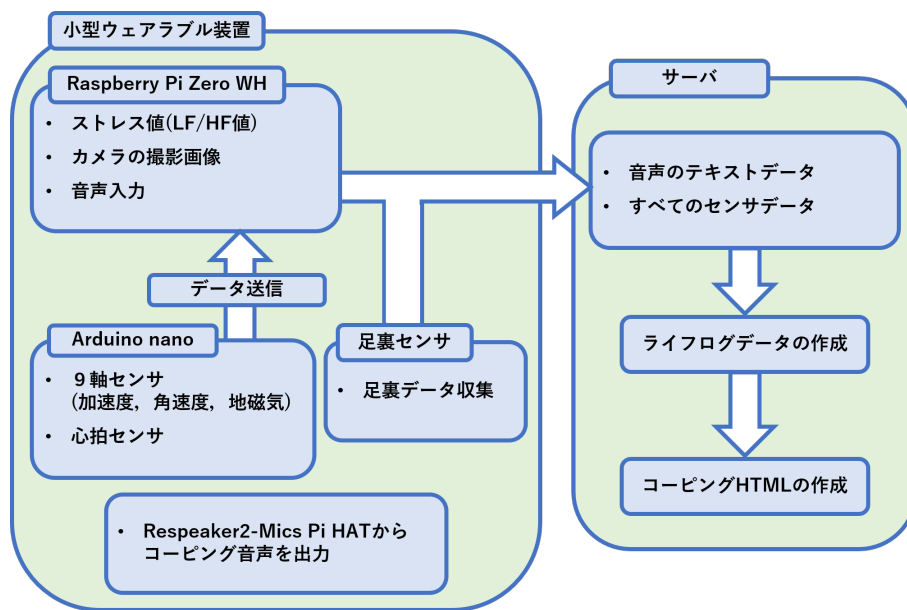 小型ウェアラブル装置
Raspberry Pi Zero WH
• ストレス値(LF/HF値)
• カメラの撮影画像
• 音声入力
データ送信
Arduino nano
• 9軸センサ
(加速度，角速度，地磁気)
• 心拍センサ
足裏センサ
• 足裏データ収集
• Respeaker2-Mics Pi HATから
コーピング音声を出力
サーバ
• 音声のテキストデータ
• すべてのセンサデータ
ライフログデータの作成
コーピングHTMLの作成